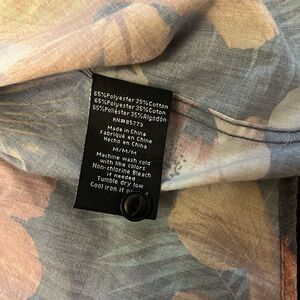 65%Polyester 35%Cotton
65%Polyester 35%Coton
65%Poliéster 35%Algodón
RN#85773
Made in China
Fabriqué en Chine
Hecho en China
M/M/M
Machine wash cold
with like colors
Non-chlorine Bleach
if needed
Tumble dry low
Cool iron if